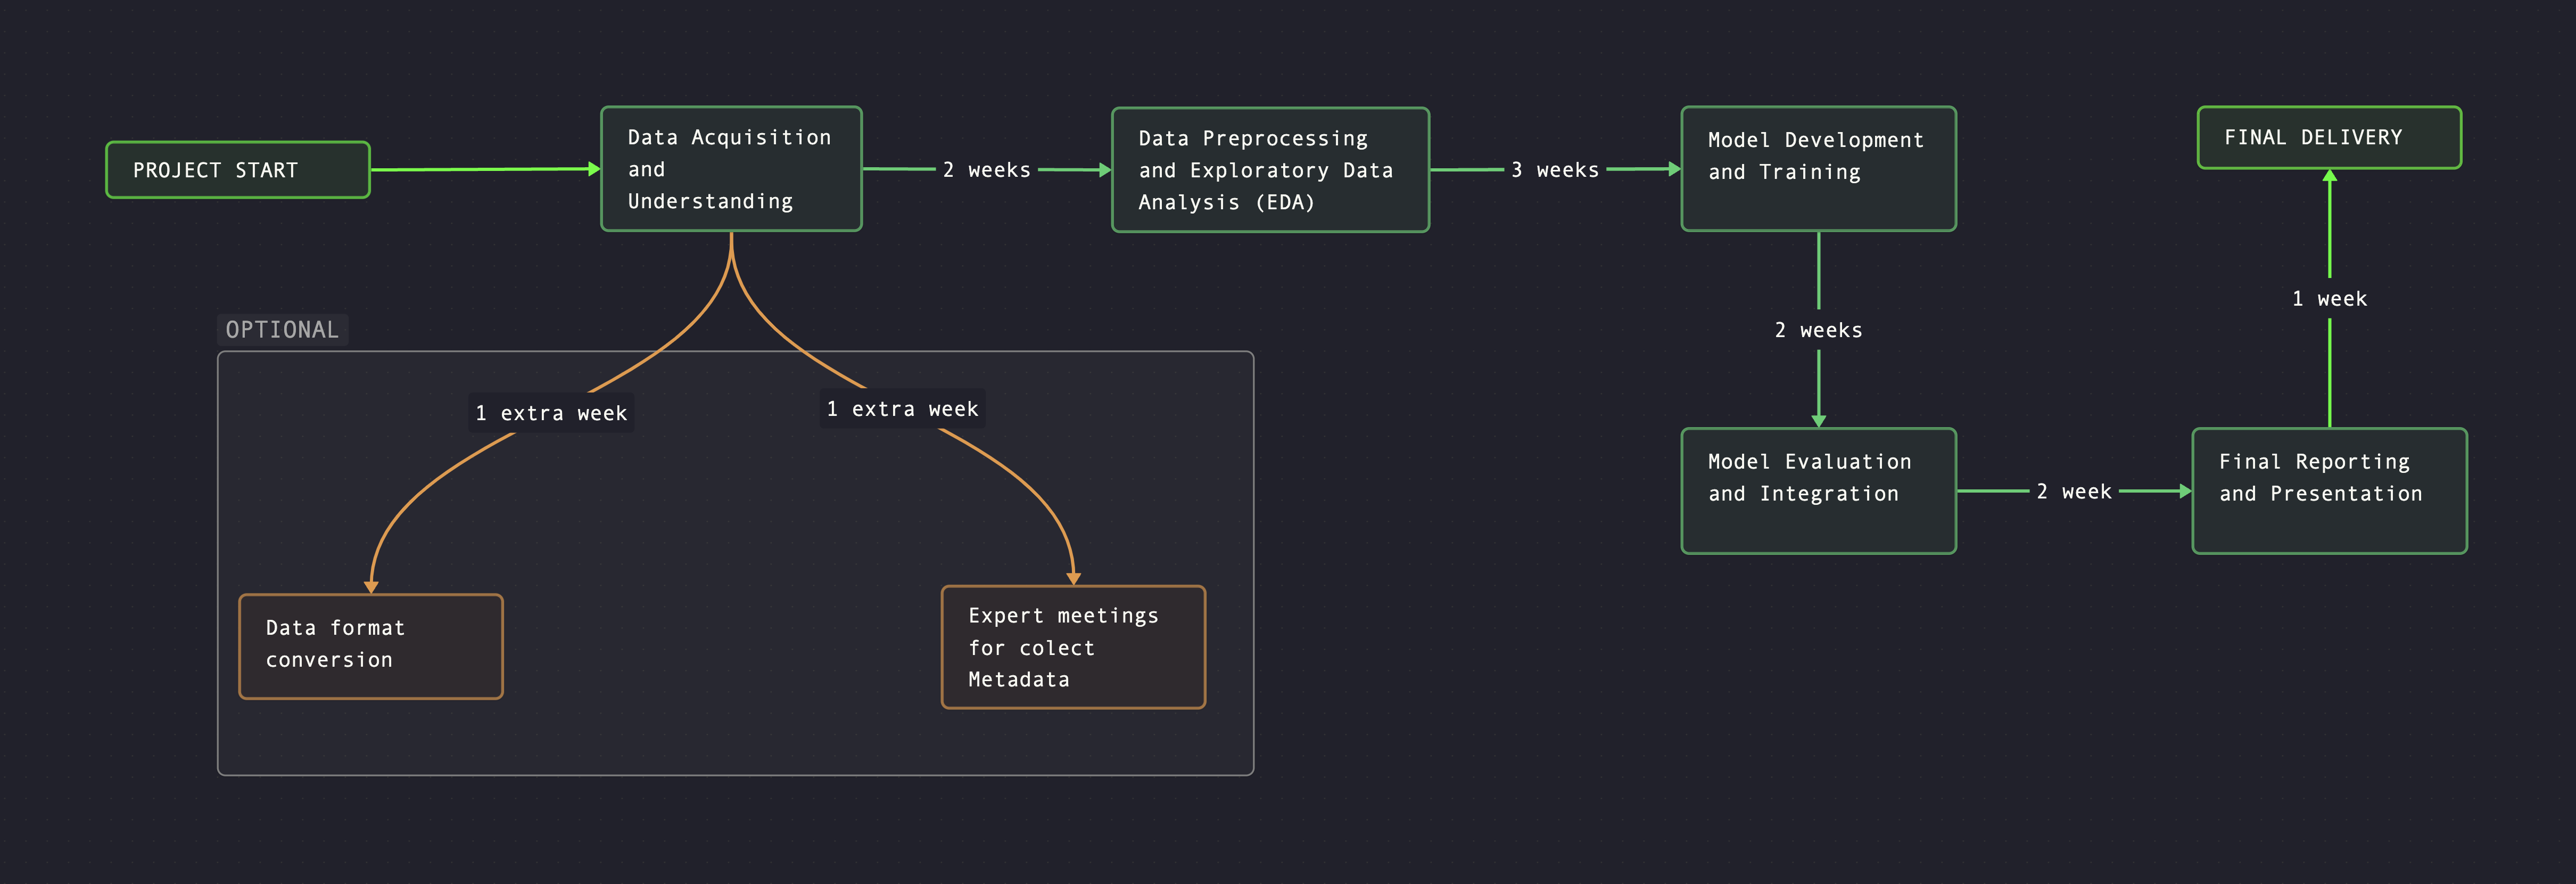 PROJECT START
Data Acquisition
and
Understanding
2 weeks
Data Preprocessing
and Exploratory Data
Analysis (EDA)
3 weeks
Model Development
and Training
2 weeks
Model Evaluation
and Integration
2 week
Final Reporting
and Presentation
1 week
FINAL DELIVERY
OPTIONAL
1 extra week
Data format
conversion
1 extra week
Expert meetings
for colect
Metadata